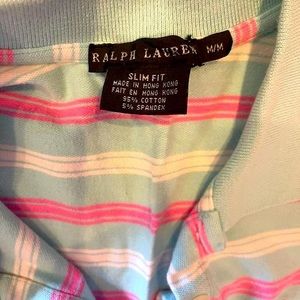 RALPH LAUREN M/M
SLIM FIT
MADE IN HONG KONG
FAIT EN HONG KONG
95% COTTON
5% SPANDEX